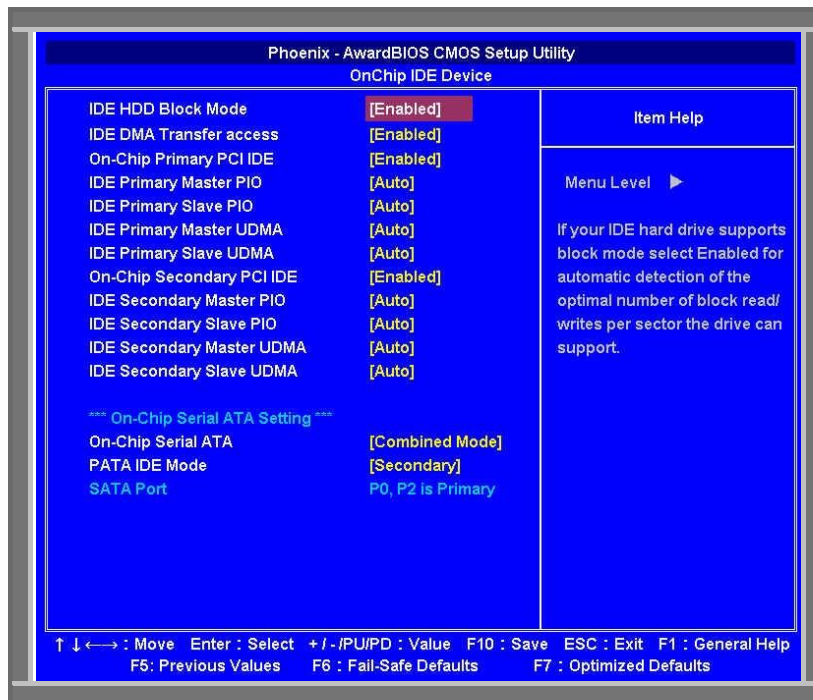 Phoenix - AwardBIOS CMOS Setup Utility
OnChip IDE Device
IDE HDD Block Mode [Enabled]
IDE DMA Transfer access [Enabled]
On-Chip Primary PCI IDE [Enabled]
IDE Primary Master PIO [Auto]
IDE Primary Slave PIO [Auto]
IDE Primary Master UDMA [Auto]
IDE Primary Slave UDMA [Auto]
On-Chip Secondary PCI IDE [Enabled]
IDE Secondary Master PIO [Auto]
IDE Secondary Slave PIO [Auto]
IDE Secondary Master UDMA [Auto]
IDE Secondary Slave UDMA [Auto]
*** On-Chip Serial ATA Setting ***
On-Chip Serial ATA [Combined Mode]
PATA IDE Mode [Secondary]
SATA Port P0, P2 is Primary
Item Help
Menu Level ▶
If your IDE hard drive supports
block mode select Enabled for
automatic detection of the
optimal number of block read/
writes per sector the drive can
support.
↑↓←→ : Move Enter : Select + / - /PU/PD : Value F10 : Save ESC : Exit F1 : General Help
F5: Previous Values F6 : Fail-Safe Defaults F7 : Optimized Defaults